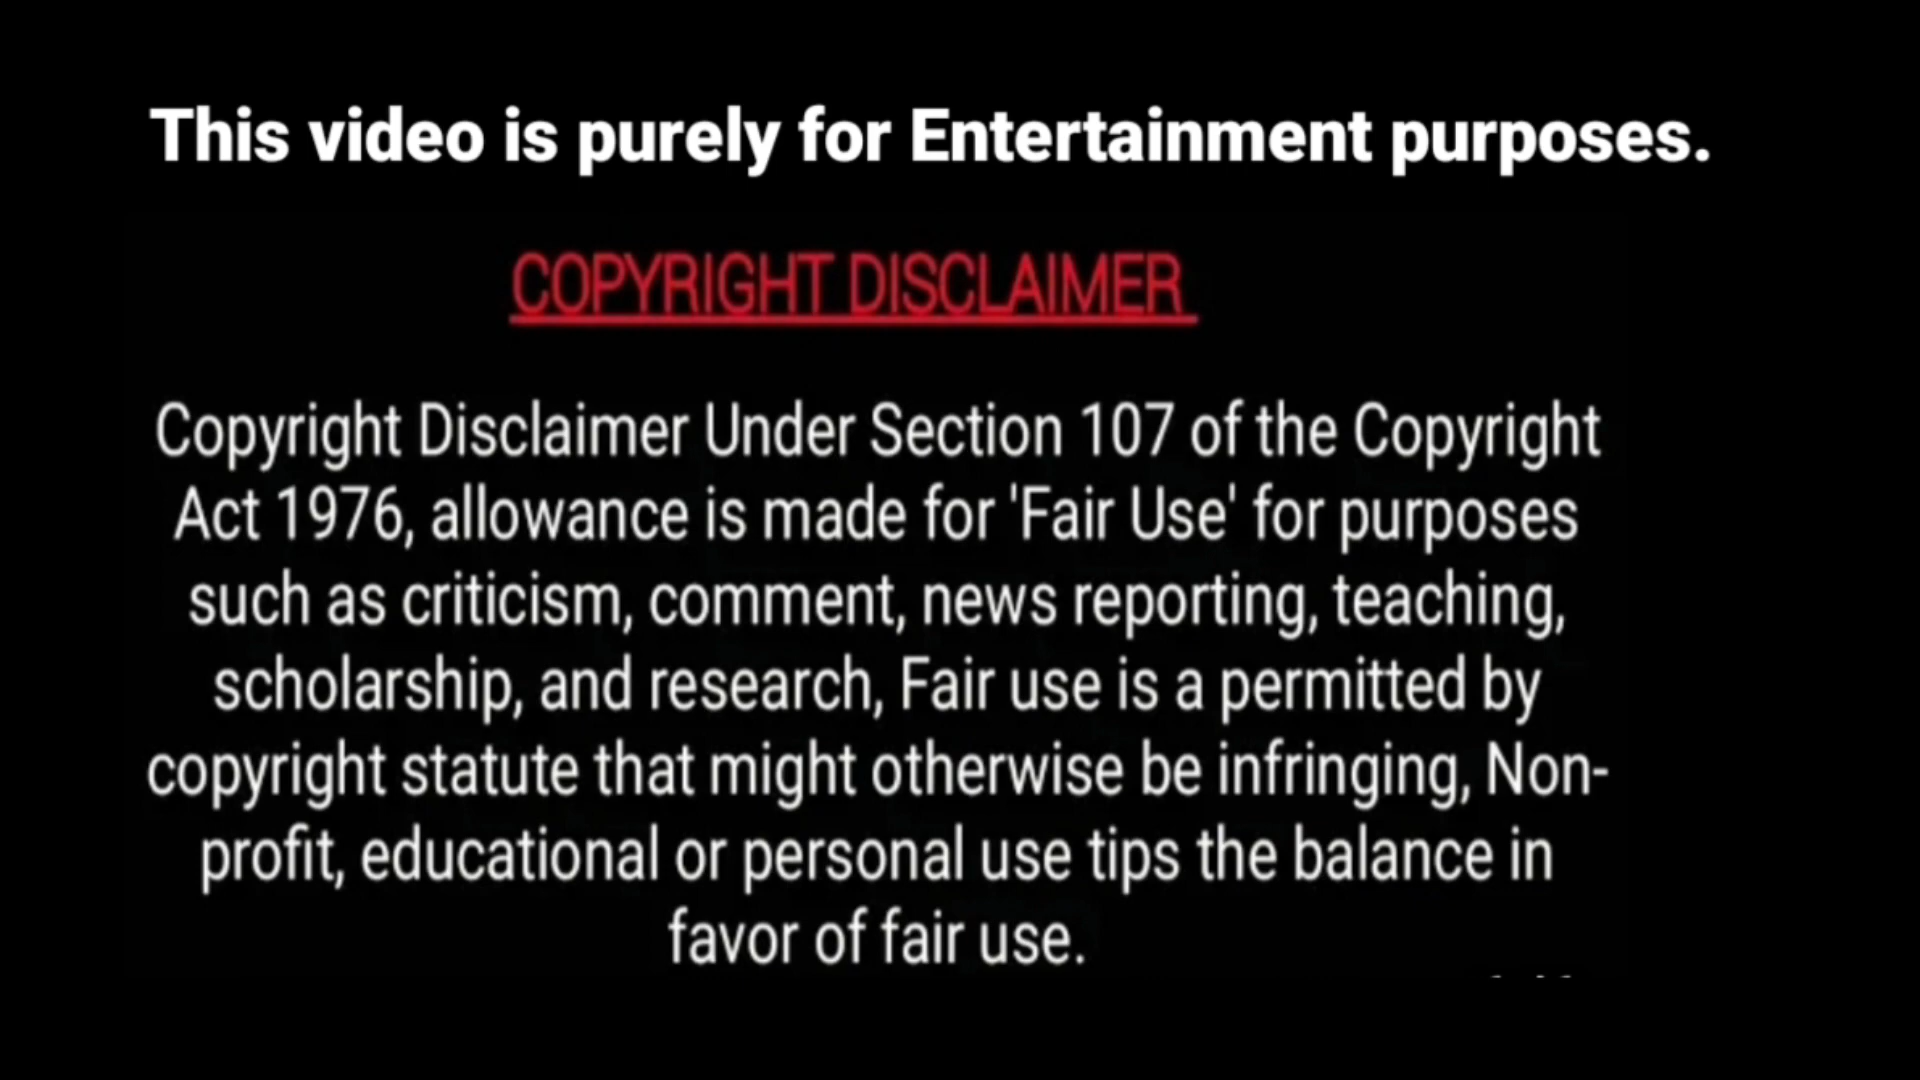 This video is purely for Entertainment purposes.
COPYRIGHT DISCLAIMER
Copyright Disclaimer Under Section 107 of the Copyright
Act 1976, allowance is made for 'Fair Use' for purposes
such as criticism, comment, news reporting, teaching,
scholarship, and research, Fair use is a permitted by
copyright statute that might otherwise be infringing, Non-
profit, educational or personal use tips the balance in
favor of fair use.